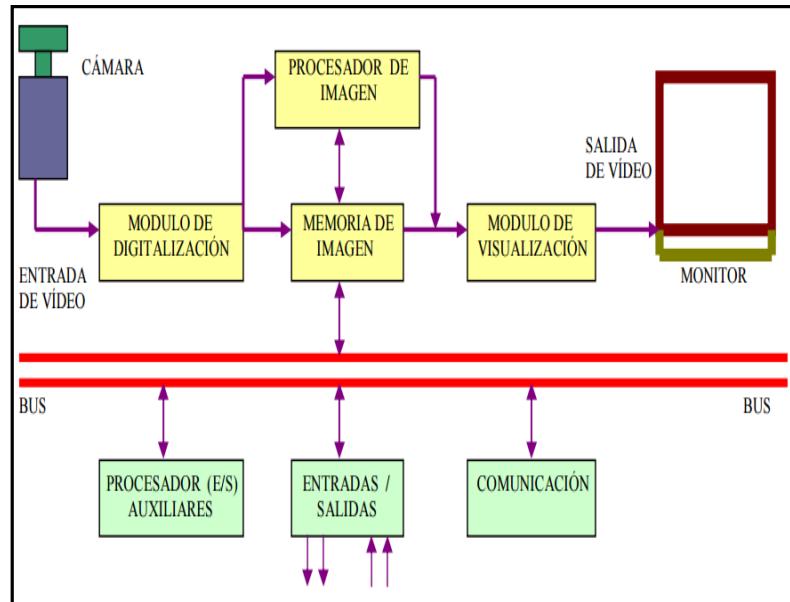 CÁMARA
PROCESADOR DE
IMAGEN
SALIDA
DE VÍDEO
MODULO DE
DIGITALIZACIÓN
MEMORIA DE
IMAGEN
MODULO DE
VISUALIZACIÓN
ENTRADA
DE VÍDEO
MONITOR
BUS
BUS
PROCESADOR (E/S)
AUXILIARES
ENTRADAS /
SALIDAS
COMUNICACIÓN